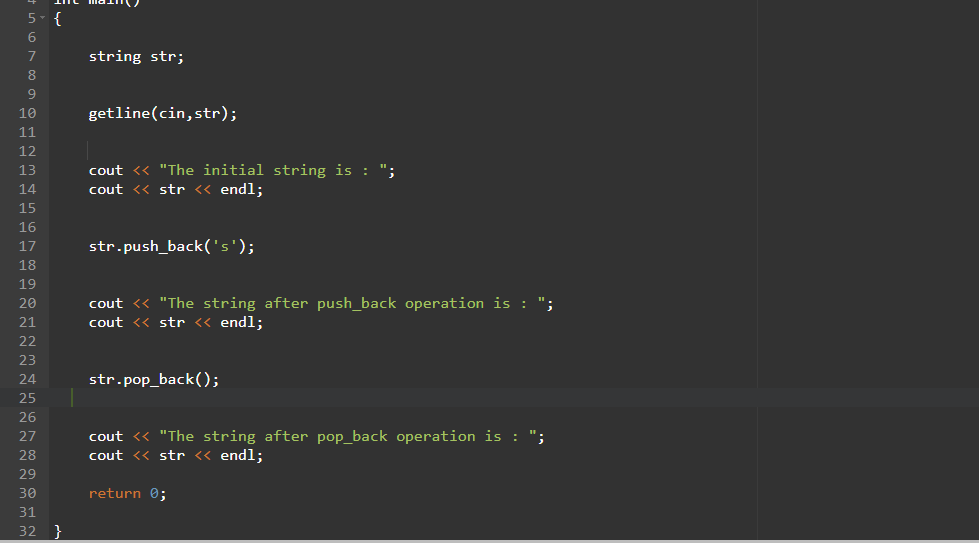 4 int main()
5 {
6
7 string str;
8
9
10 getline(cin,str);
11
12
13 cout << "The initial string is : ";
14 cout << str << endl;
15
16
17 str.push_back('s');
18
19
20 cout << "The string after push_back operation is : ";
21 cout << str << endl;
22
23
24 str.pop_back();
25
26
27 cout << "The string after pop_back operation is : ";
28 cout << str << endl;
29
30 return 0;
31
32 }